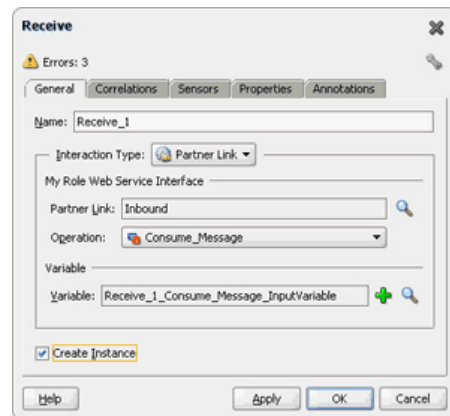 Receive
Errors: 3
General Correlations Sensors Properties Annotations
Name: Receive_1
Interaction Type: Partner Link
My Role Web Service Interface
Partner Link: Inbound
Operation: Consume_Message
Variable
Variable: Receive_1_Consume_Message_InputVariable
Create Instance
Help Apply OK Cancel